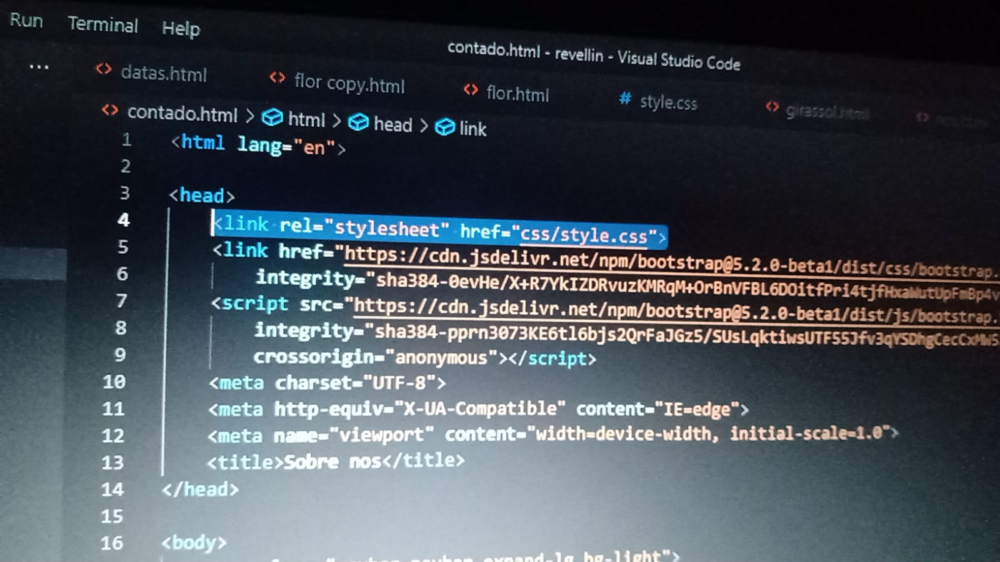 Run Terminal Help
contado.html - revellin - Visual Studio Code
... datas.html flor copy.html flor.html # style.css girassol.html
contado.html > html > head > link
1 <html lang="en">
2
3 <head>
4 <link rel="stylesheet" href="css/style.css">
5 <link href="https://cdn.jsdelivr.net/npm/bootstrap@5.2.0-beta1/dist/css/bootstrap.
6 integrity="sha384-0evHe/X+R7YkIZDRvuzKMRqM+OrBnVFBL6DOitfPri4tjfHxaWutUpFmBp4v
7 <script src="https://cdn.jsdelivr.net/npm/bootstrap@5.2.0-beta1/dist/js/bootstrap.
8 integrity="sha384-pprn3073KE6tl6bjs2QrFaJGz5/SUsLqktiwsUTF55Jfv3qYSDhgCecCxMW5
9 crossorigin="anonymous"></script>
10 <meta charset="UTF-8">
11 <meta http-equiv="X-UA-Compatible" content="IE=edge">
12 <meta name="viewport" content="width=device-width, initial-scale=1.0">
13 <title>Sobre nos</title>
14 </head>
15
16 <body>
navbar-expand-lg bg-light">